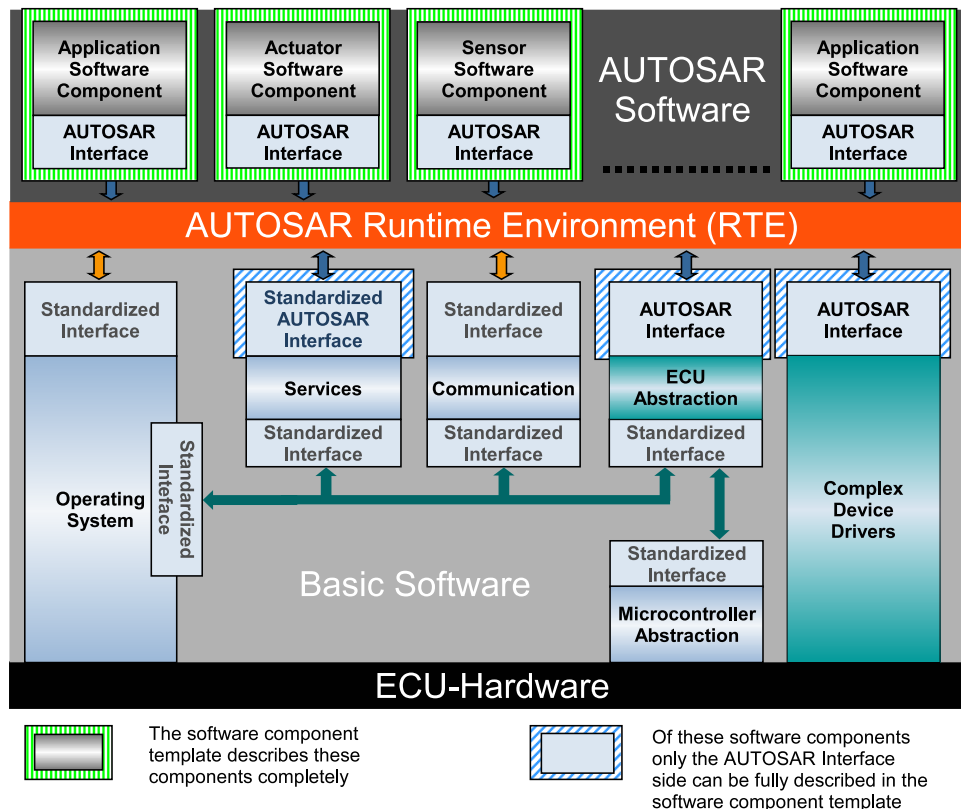 Application
Software
Component
AUTOSAR
Interface
Actuator
Software
Component
AUTOSAR
Interface
Sensor
Software
Component
AUTOSAR
Interface
AUTOSAR
Software
Application
Software
Component
AUTOSAR
Interface
AUTOSAR Runtime Environment (RTE)
Standardized
Interface
Operating
System
Standardized
Inteface
Standardized
AUTOSAR
Interface
Services
Standardized
Interface
Standardized
Interface
Communication
Standardized
Interface
AUTOSAR
Interface
ECU
Abstraction
Standardized
Interface
Standardized
Interface
Microcontroller
Abstraction
AUTOSAR
Interface
Complex
Device
Drivers
Basic Software
ECU-Hardware
The software component
template describes these
components completely
Of these software components
only the AUTOSAR Interface
side can be fully described in the
software component template